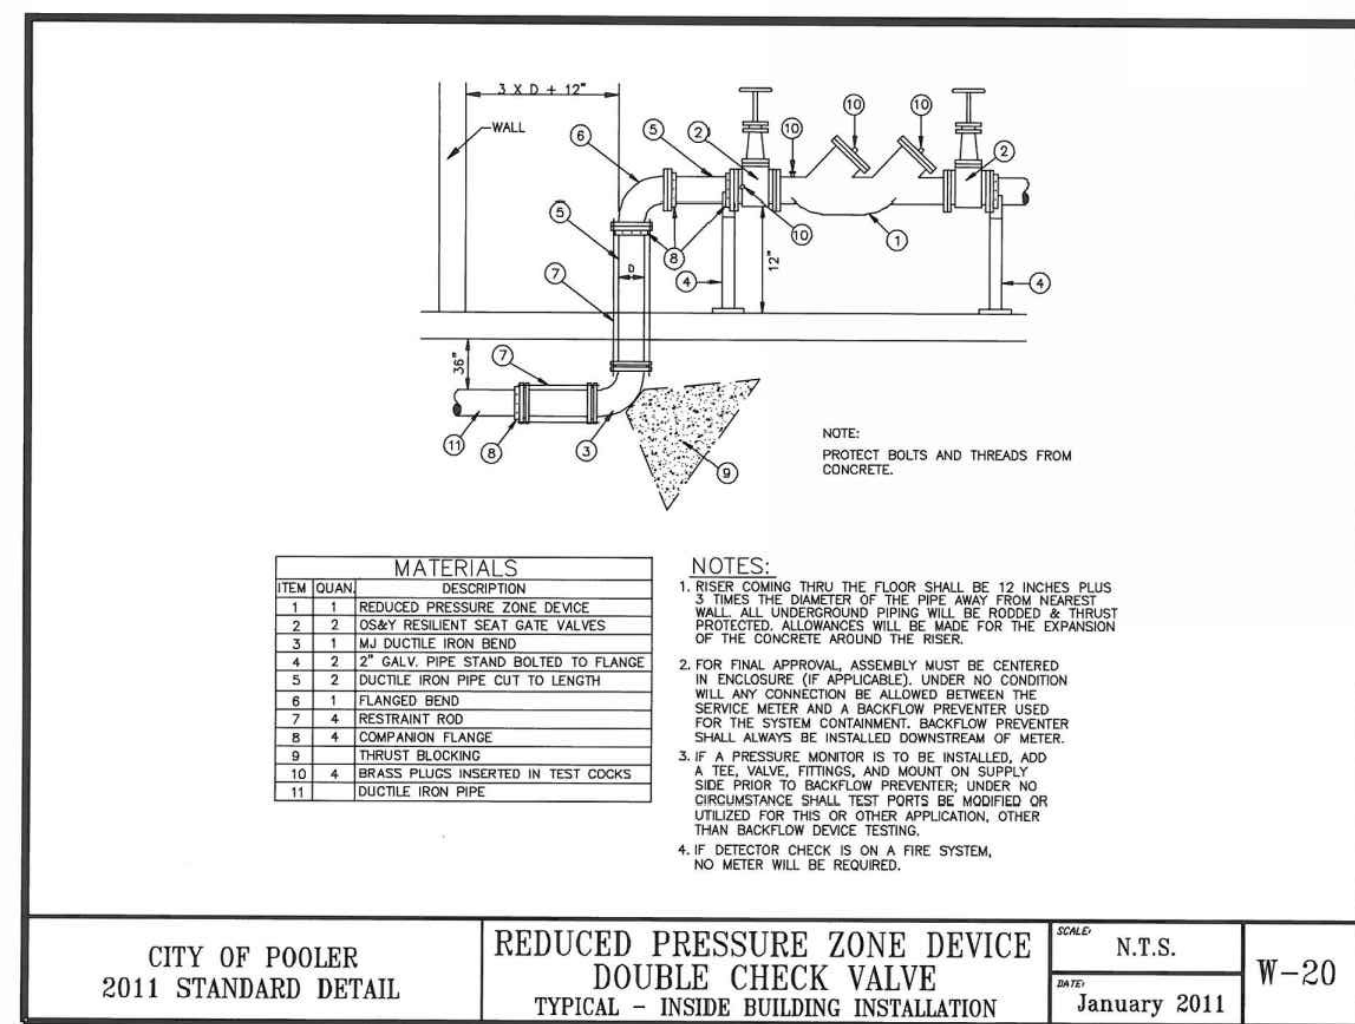 3 X D + 12"
WALL
6
5
2
10
10
10
2
5
7
D
8
10
12"
1
4
4
36"
7
11
8
3
9
NOTE:
PROTECT BOLTS AND THREADS FROM
CONCRETE.
MATERIALS
ITEM QUAN. DESCRIPTION
1 1 REDUCED PRESSURE ZONE DEVICE
2 2 OS&Y RESILIENT SEAT GATE VALVES
3 1 MJ DUCTILE IRON BEND
4 2 2" GALV. PIPE STAND BOLTED TO FLANGE
5 2 DUCTILE IRON PIPE CUT TO LENGTH
6 1 FLANGED BEND
7 4 RESTRAINT ROD
8 4 COMPANION FLANGE
9 THRUST BLOCKING
10 4 BRASS PLUGS INSERTED IN TEST COCKS
11 DUCTILE IRON PIPE
NOTES:
1. RISER COMING THRU THE FLOOR SHALL BE 12 INCHES PLUS
3 TIMES THE DIAMETER OF THE PIPE AWAY FROM NEAREST
WALL. ALL UNDERGROUND PIPING WILL BE RODDED & THRUST
PROTECTED. ALLOWANCES WILL BE MADE FOR THE EXPANSION
OF THE CONCRETE AROUND THE RISER.
2. FOR FINAL APPROVAL, ASSEMBLY MUST BE CENTERED
IN ENCLOSURE (IF APPLICABLE). UNDER NO CONDITION
WILL ANY CONNECTION BE ALLOWED BETWEEN THE
SERVICE METER AND A BACKFLOW PREVENTER USED
FOR THE SYSTEM CONTAINMENT. BACKFLOW PREVENTER
SHALL ALWAYS BE INSTALLED DOWNSTREAM OF METER.
3. IF A PRESSURE MONITOR IS TO BE INSTALLED, ADD
A TEE, VALVE, FITTINGS, AND MOUNT ON SUPPLY
SIDE PRIOR TO BACKFLOW PREVENTER; UNDER NO
CIRCUMSTANCE SHALL TEST PORTS BE MODIFIED OR
UTILIZED FOR THIS OR OTHER APPLICATION, OTHER
THAN BACKFLOW DEVICE TESTING.
4. IF DETECTOR CHECK IS ON A FIRE SYSTEM,
NO METER WILL BE REQUIRED.
CITY OF POOLER
2011 STANDARD DETAIL
REDUCED PRESSURE ZONE DEVICE
DOUBLE CHECK VALVE
TYPICAL - INSIDE BUILDING INSTALLATION
SCALE:
N.T.S.
DATE:
January 2011
W-20